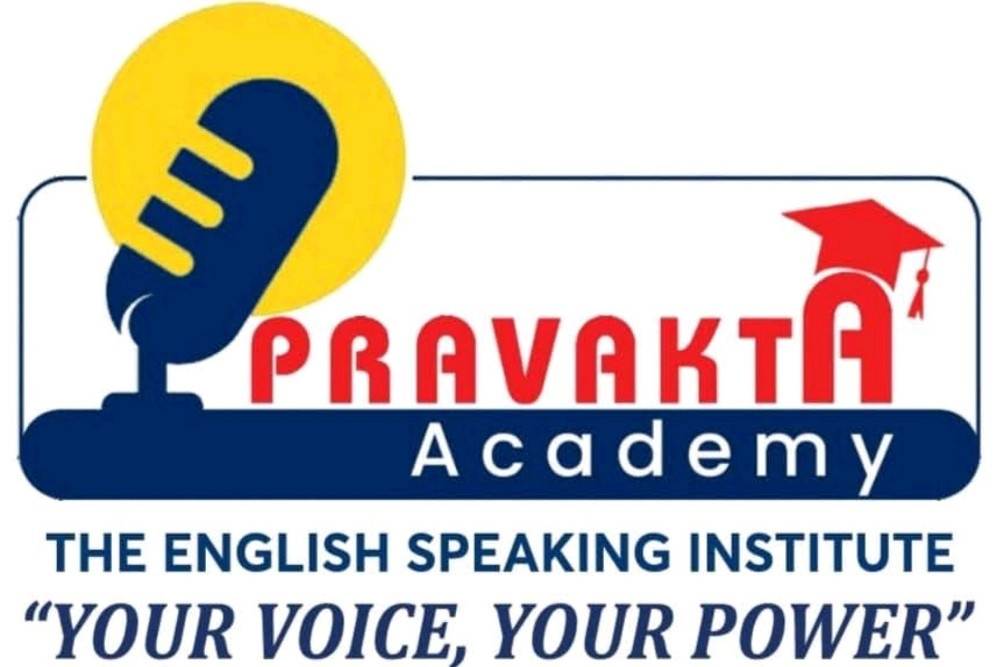 PRAVAKTA
Academy
THE ENGLISH SPEAKING INSTITUTE
“YOUR VOICE, YOUR POWER”